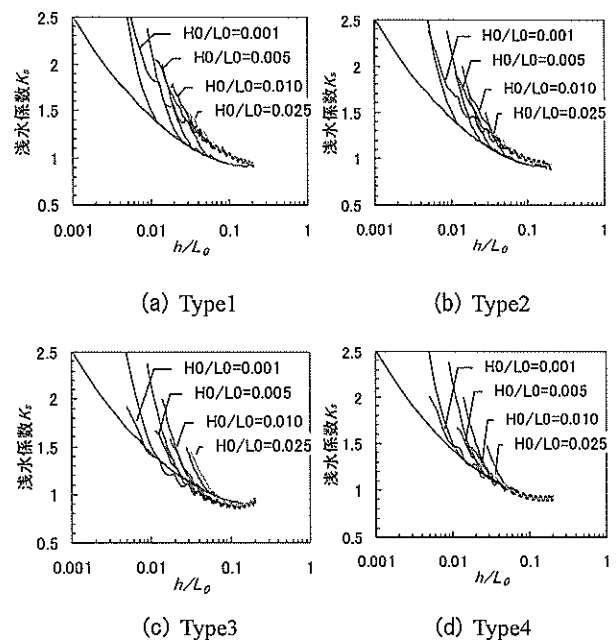 2.5
2
1.5
1
0.5
浅水係数Ks
H0/L0=0.001
H0/L0=0.005
H0/L0=0.010
H0/L0=0.025
0.001 0.01 0.1 1
h/L0
(a) Type1
2.5
2
1.5
1
0.5
浅水係数Ks
H0/L0=0.001
H0/L0=0.005
H0/L0=0.010
H0/L0=0.025
0.001 0.01 0.1 1
h/L0
(b) Type2
2.5
2
1.5
1
0.5
浅水係数Ks
H0/L0=0.001
H0/L0=0.005
H0/L0=0.010
H0/L0=0.025
0.001 0.01 0.1 1
h/L0
(c) Type3
2.5
2
1.5
1
0.5
浅水係数Ks
H0/L0=0.001
H0/L0=0.005
H0/L0=0.010
H0/L0=0.025
0.001 0.01 0.1 1
h/L0
(d) Type4